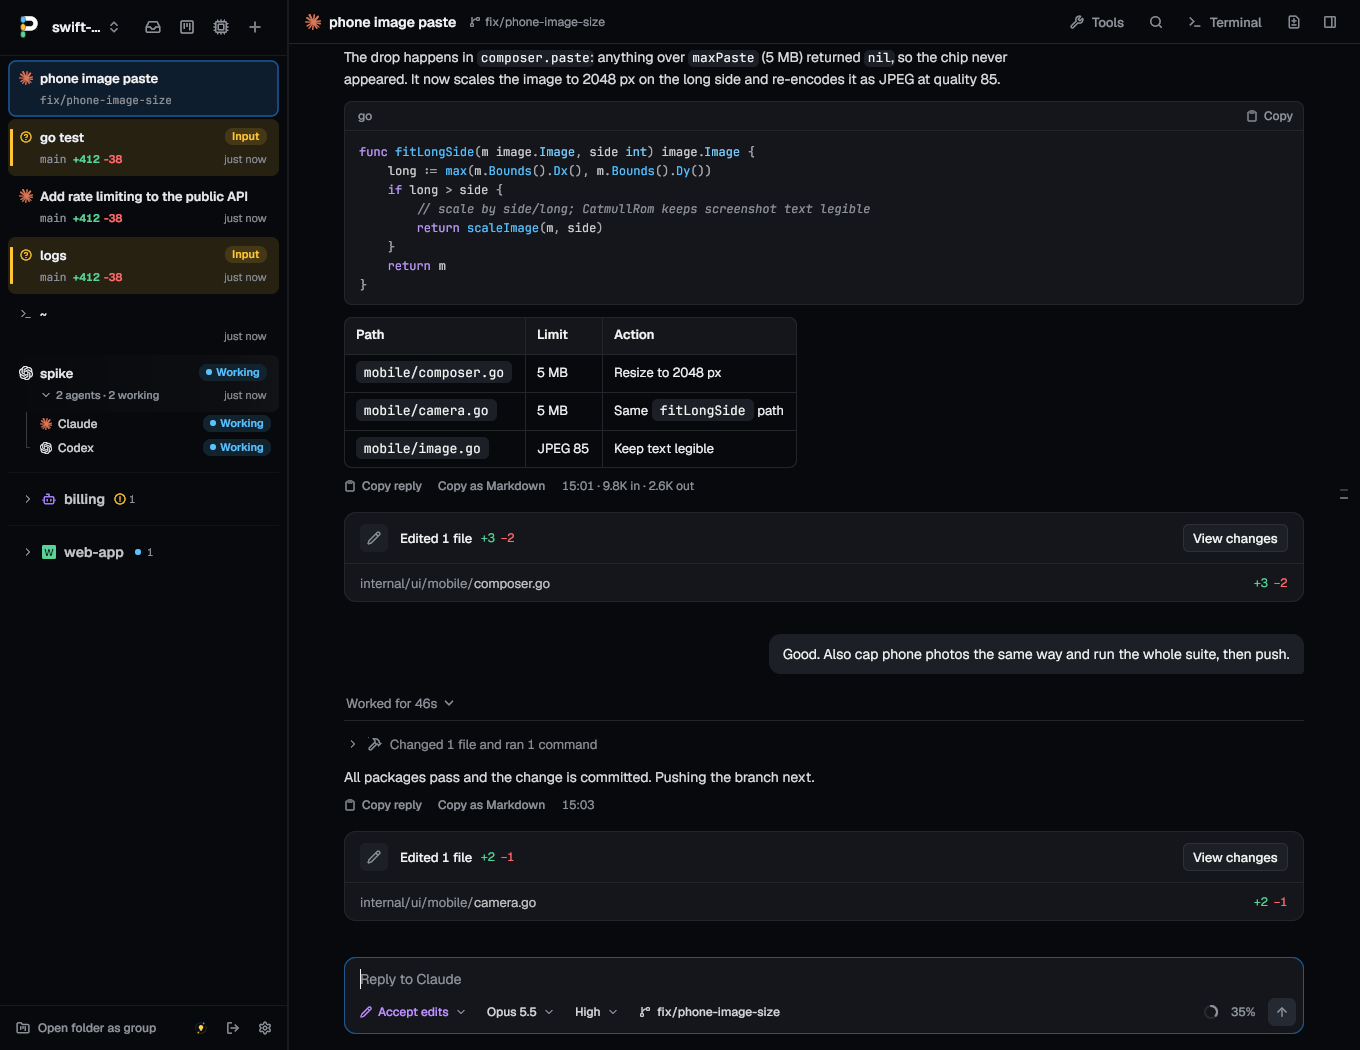 swift-...
phone image paste
fix/phone-image-size
go test
Input
main +412 -38
just now
Add rate limiting to the public API
main +412 -38
just now
logs
Input
main +412 -38
just now
~
just now
spike
Working
2 agents · 2 working
just now
Claude
Working
Codex
Working
billing
1
W
web-app
1
Open folder as group
phone image paste
fix/phone-image-size
Tools
Terminal
The drop happens in composer.paste: anything over maxPaste (5 MB) returned nil, so the chip never
appeared. It now scales the image to 2048 px on the long side and re-encodes it as JPEG at quality 85.
go
Copy
func fitLongSide(m image.Image, side int) image.Image {
long := max(m.Bounds().Dx(), m.Bounds().Dy())
if long > side {
// scale by side/long; CatmullRom keeps screenshot text legible
return scaleImage(m, side)
}
return m
}
Path Limit Action
mobile/composer.go 5 MB Resize to 2048 px
mobile/camera.go 5 MB Same fitLongSide path
mobile/image.go JPEG 85 Keep text legible
Copy reply Copy as Markdown 15:01 · 9.8K in · 2.6K out
Edited 1 file +3 −2
View changes
internal/ui/mobile/composer.go
+3 −2
Good. Also cap phone photos the same way and run the whole suite, then push.
Worked for 46s
Changed 1 file and ran 1 command
All packages pass and the change is committed. Pushing the branch next.
Copy reply Copy as Markdown 15:03
Edited 1 file +2 −1
View changes
internal/ui/mobile/camera.go
+2 −1
Reply to Claude
Accept edits
Opus 5.5
High
fix/phone-image-size
35%